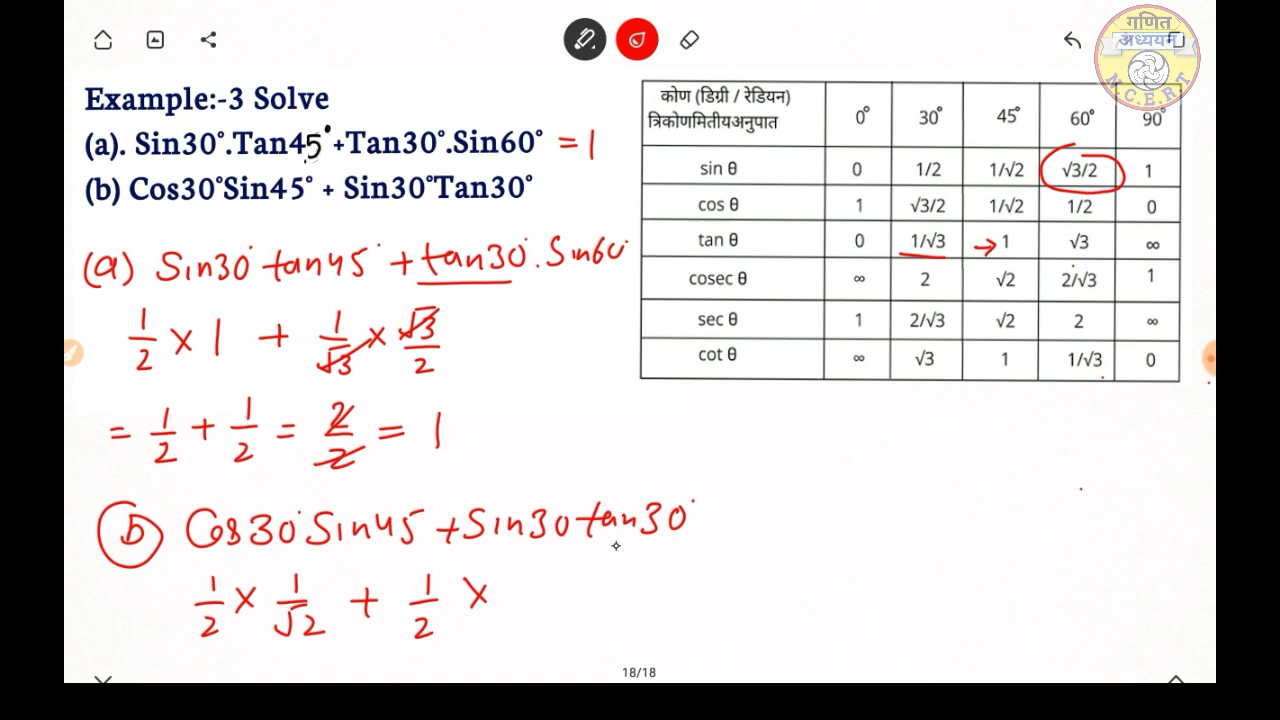 गणित
अध्ययन
N.C.E.R.T
Example:-3 Solve
(a). Sin30°.Tan45°+Tan30°.Sin60° = 1
(b) Cos30°Sin45° + Sin30°Tan30°
(a) Sin30° tan45° + tan30°. Sin60°
1/2 × 1 + 1/√3 × √3/2
= 1/2 + 1/2 = 2/2 = 1
(b) Cos30° Sin45 + Sin30 tan30°
1/2 × 1/√2 + 1/2 ×
कोण (डिग्री / रेडियन) त्रिकोणमितीयअनुपात 0° 30° 45° 60° 90°
sin θ 0 1/2 1/√2 √3/2 1
cos θ 1 √3/2 1/√2 1/2 0
tan θ 0 1/√3 → 1 √3 ∞
cosec θ ∞ 2 √2 2/√3 1
sec θ 1 2/√3 √2 2 ∞
cot θ ∞ √3 1 1/√3 0
18/18